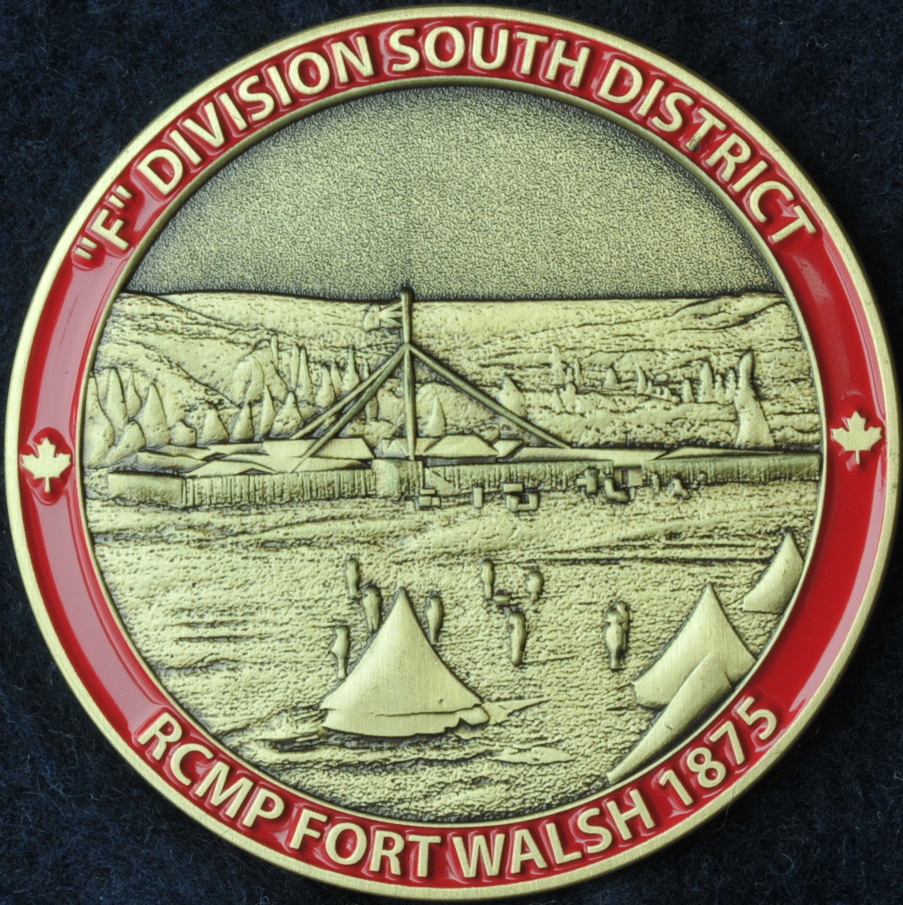 "F" DIVISION SOUTH DISTRICT
RCMP FORT WALSH 1875